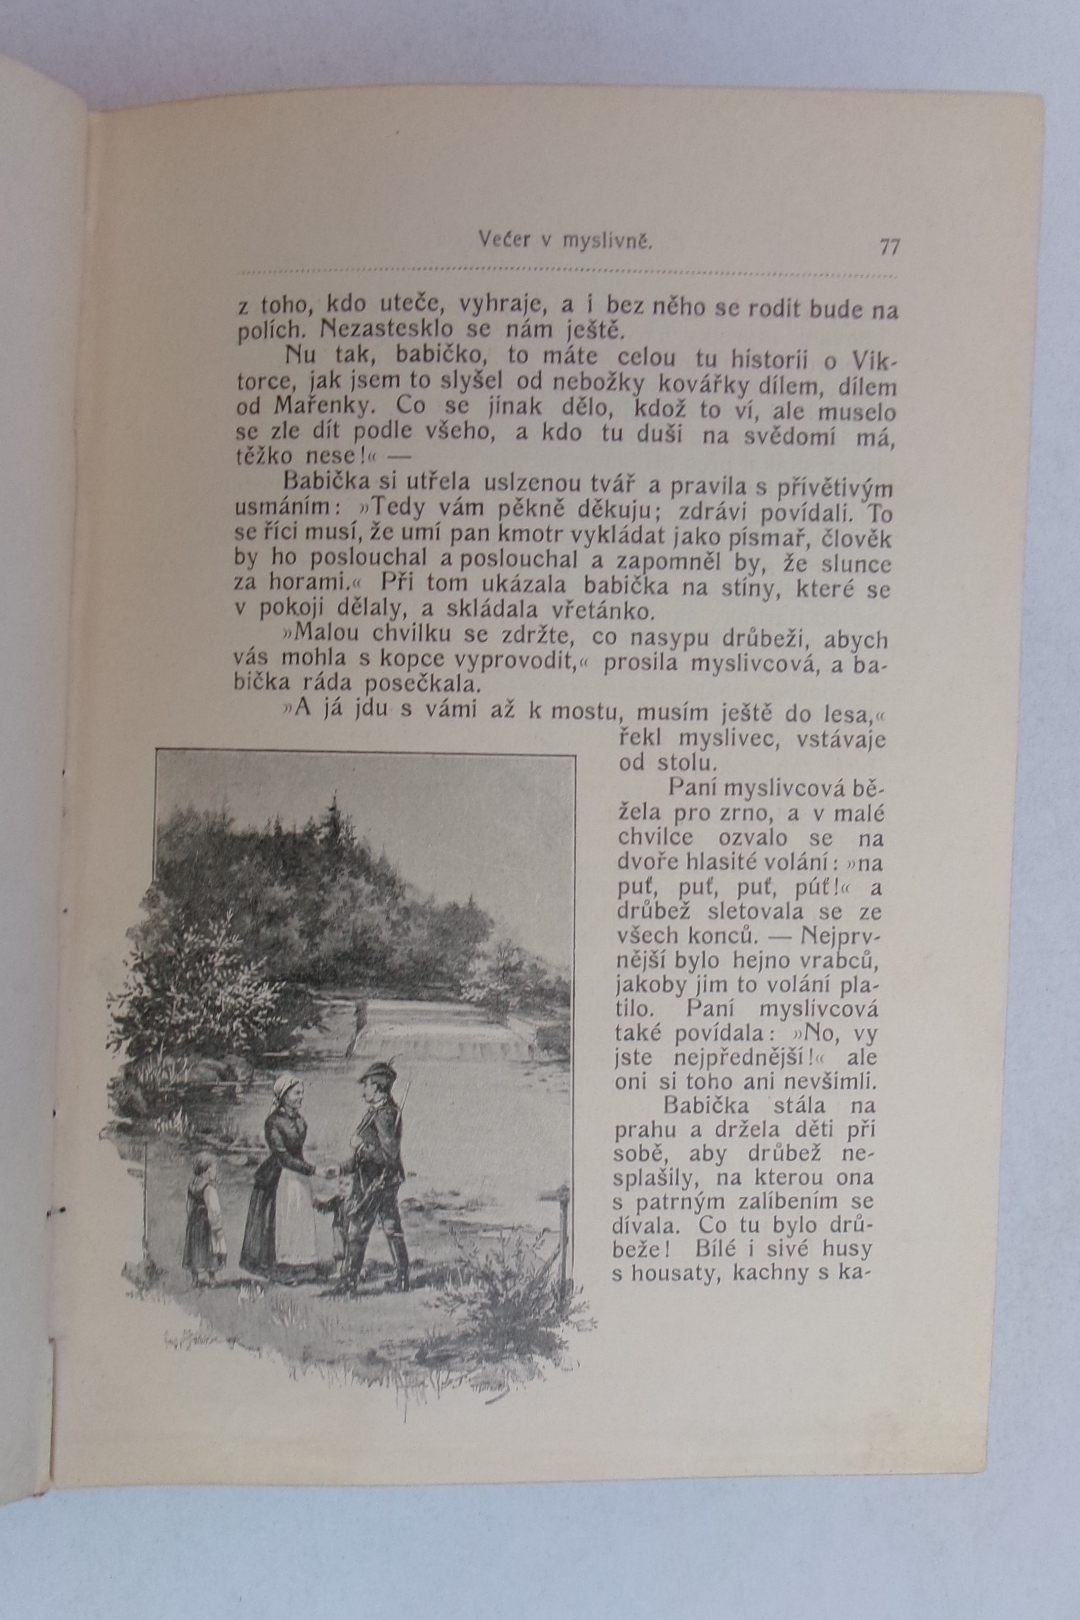 Večer v myslivně.
77
z toho, kdo uteče, vyhraje, a i bez něho se rodit bude na
polích. Nezastesklo se nám ještě.
Nu tak, babičko, to máte celou tu historii o Vik-
torce, jak jsem to slyšel od nebožky kovářky dílem, dílem
od Mařenky. Co se jinak dělo, kdož to ví, ale muselo
se zle dít podle všeho, a kdo tu duši na svědomí má,
těžko nese!« —
Babička si utřela uslzenou tvář a pravila s přívětivým
usmáním: »Tedy vám pěkně děkuju; zdrávi povídali. To
se říci musí, že umí pan kmotr vykládat jako písmař, člověk
by ho poslouchal a poslouchal a zapomněl by, že slunce
za horami.« Při tom ukázala babička na stíny, které se
v pokoji dělaly, a skládala vřetánko.
»Malou chvilku se zdržte, co nasypu drůbeži, abych
vás mohla s kopce vyprovodit,« prosila myslivcová, a ba-
bička ráda posečkala.
»A já jdu s vámi až k mostu, musím ještě do lesa,«
řekl myslivec, vstávaje
od stolu.
Paní myslivcová bě-
žela pro zrno, a v malé
chvilce ozvalo se na
dvoře hlasité volání: »na
puť, puť, puť, púť!« a
drůbež sletovala se ze
všech konců. — Nejprv-
nější bylo hejno vrabců,
jakoby jim to volání pla-
tilo. Paní myslivcová
také povídala: »No, vy
jste nejpřednější!« ale
oni si toho ani nevšimli.
Babička stála na
prahu a držela děti při
sobě, aby drůbež ne-
splašily, na kterou ona
s patrným zalíbením se
dívala. Co tu bylo drů-
beže! Bílé i sivé husy
s housaty, kachny s ka-